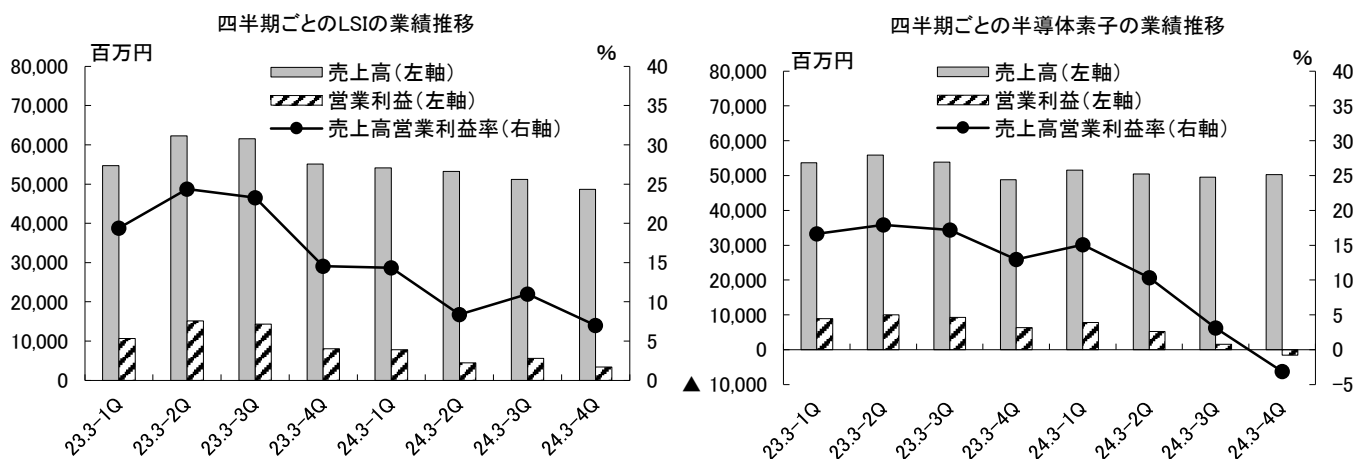 四半期ごとのLSIの業績推移
百万円
%
80,000
70,000
60,000
50,000
40,000
30,000
20,000
10,000
0
40
35
30
25
20
15
10
5
0
売上高(左軸)
営業利益(左軸)
売上高営業利益率(右軸)
23.3-1Q
23.3-2Q
23.3-3Q
23.3-4Q
24.3-1Q
24.3-2Q
24.3-3Q
24.3-4Q
四半期ごとの半導体素子の業績推移
百万円
%
80,000
70,000
60,000
50,000
40,000
30,000
20,000
10,000
0
▲ 10,000
40
35
30
25
20
15
10
5
0
-5
売上高(左軸)
営業利益(左軸)
売上高営業利益率(右軸)
23.3-1Q
23.3-2Q
23.3-3Q
23.3-4Q
24.3-1Q
24.3-2Q
24.3-3Q
24.3-4Q